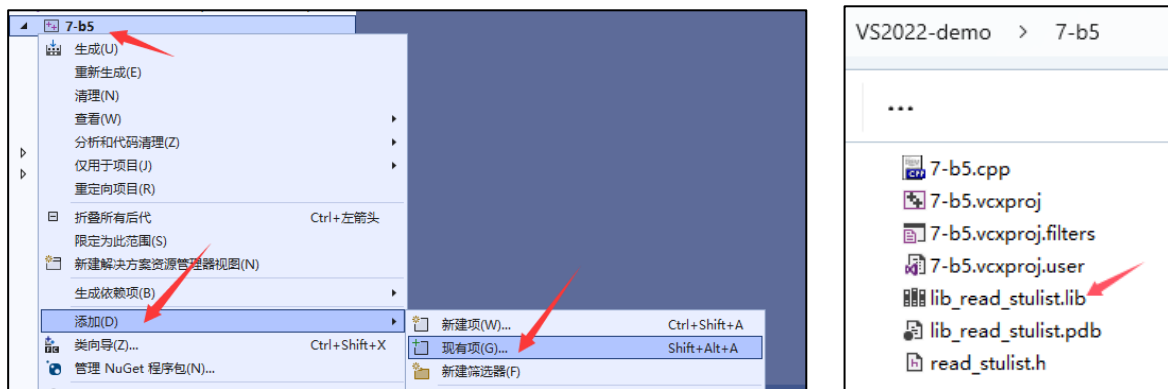 7-b5
生成(U)
重新生成(E)
清理(N)
查看(W)
分析和代码清理(Z)
仅用于项目(J)
重定向项目(R)
折叠所有后代 Ctrl+左箭头
限定为此范围(S)
新建解决方案资源管理器视图(N)
生成依赖项(B)
添加(D)
类向导(Z)... Ctrl+Shift+X
管理 NuGet 程序包(N)...
新建项(W)... Ctrl+Shift+A
现有项(G)... Shift+Alt+A
新建筛选器(F)
VS2022-demo > 7-b5
...
7-b5.cpp
7-b5.vcxproj
7-b5.vcxproj.filters
7-b5.vcxproj.user
lib_read_stulist.lib
lib_read_stulist.pdb
read_stulist.h